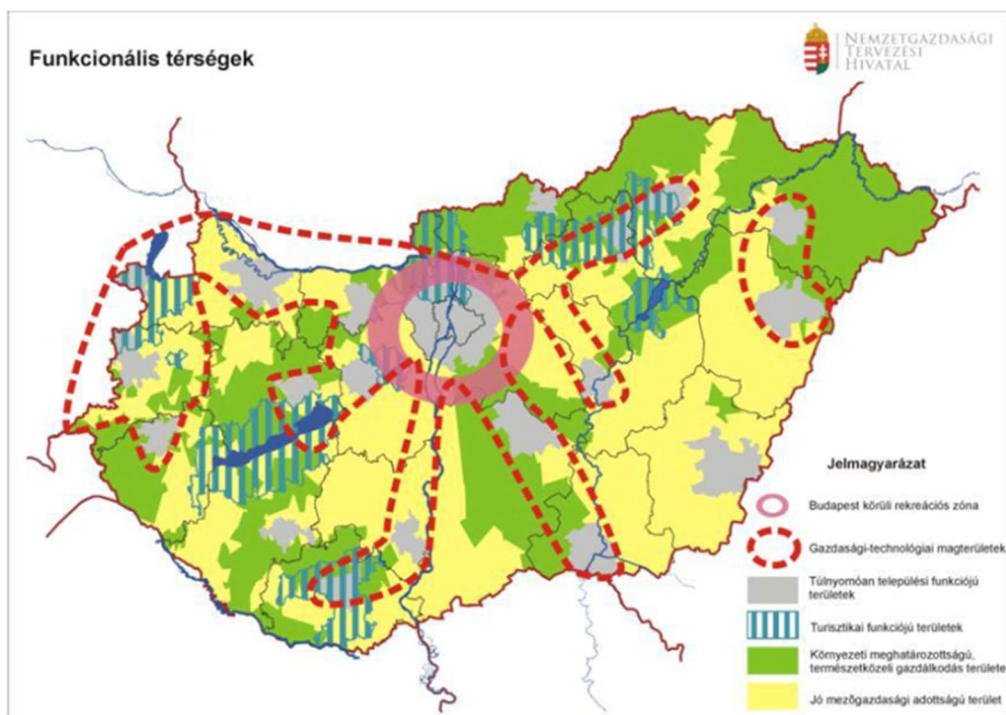 Funkcionális térségek
NEMZETGAZDASÁGI
TERVEZÉSI
HIVATAL
Jelmagyarázat
Budapest körüli rekreációs zóna
Gazdasági-technológiai magterületek
Túlnyomóan települési funkciójú
területek
Turisztikai funkciójú területek
Környezeti meghatározottságú,
természetközeli gazdálkodás területe
Jó mezőgazdasági adottságú terület